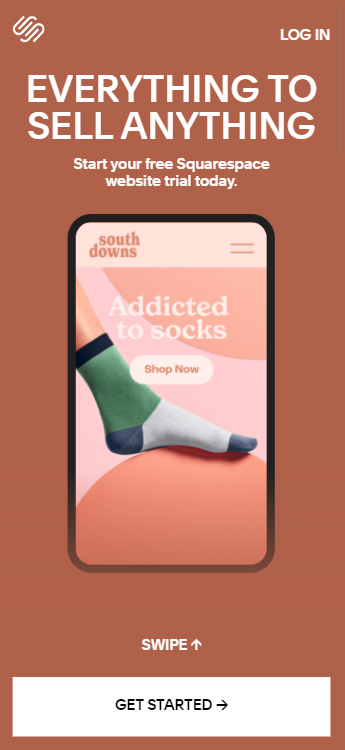 LOG IN
EVERYTHING TO
SELL ANYTHING
Start your free Squarespace
website trial today.
south
downs
Addicted
to socks
Shop Now
SWIPE ↑
GET STARTED →